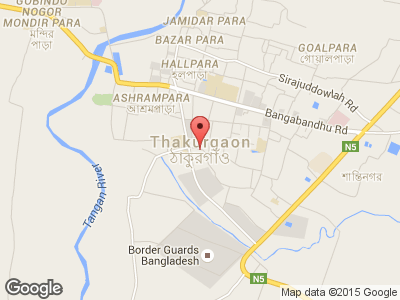 GOBINDO
NOGOR
MONDIR PARA
মন্দির
পাড়া
JAMIDAR PARA
BAZAR PARA
HALLPARA
হলপাড়া
GOALPARA
গোয়ালপাড়া
Sirajuddowlah Rd
ASHRAMPARA
আশ্রমপাড়া
Bangabandhu Rd
Thakurgaon
ঠাকুরগাঁও
N5
শান্তিনগর
Tangan River
Border Guards
Bangladesh
N5
Google
Map data ©2015 Google